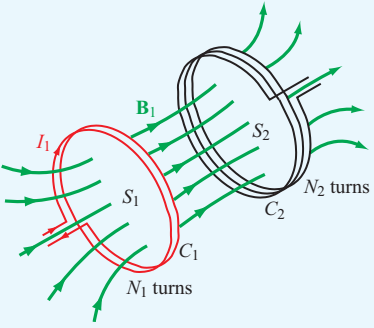 B₁
I₁
S₂
N₂ turns
S₁
C₂
C₁
N₁ turns